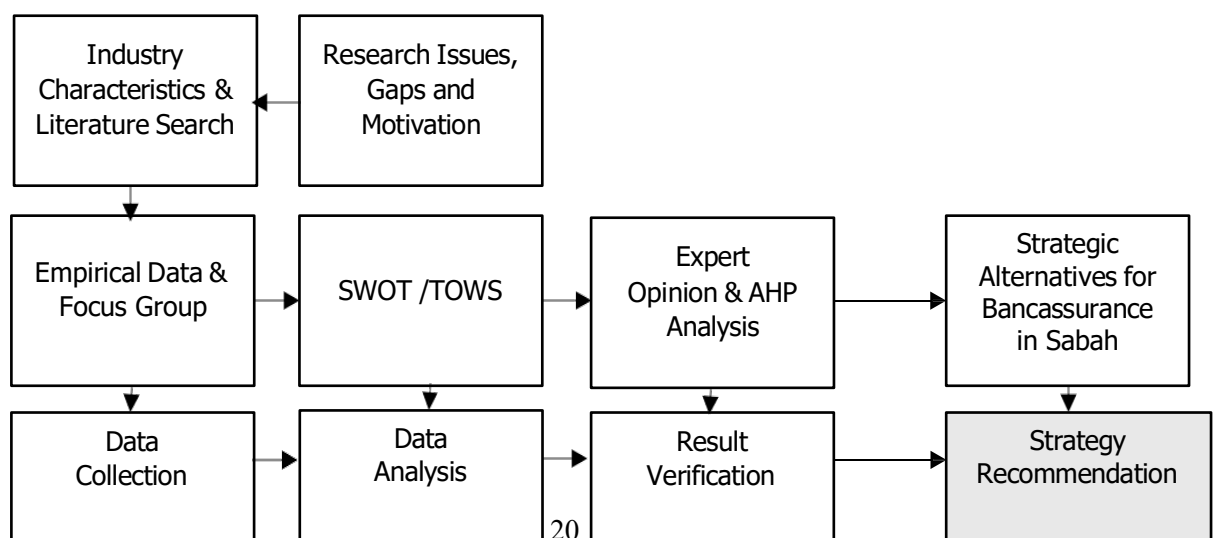 Industry
Characteristics &
Literature Search
Research Issues,
Gaps and
Motivation
Empirical Data &
Focus Group
SWOT /TOWS
Expert
Opinion & AHP
Analysis
Strategic
Alternatives for
Bancassurance
in Sabah
Data
Collection
Data
Analysis
Result
Verification
Strategy
Recommendation
20